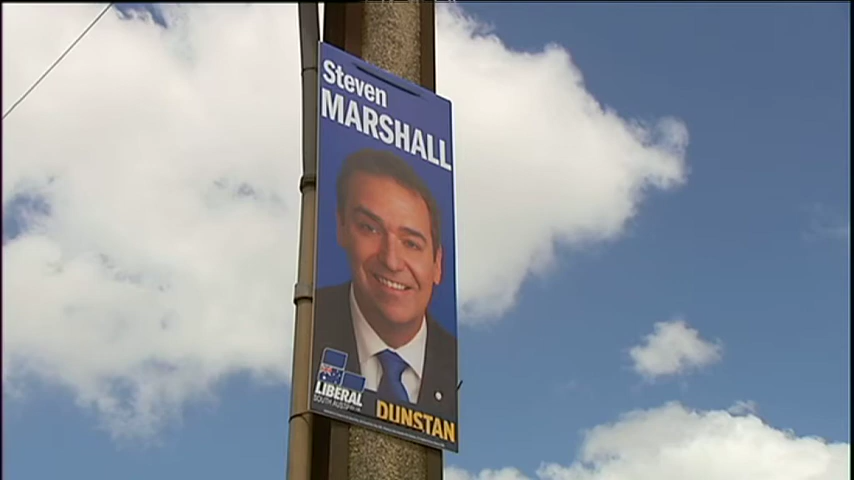 Steven
MARSHALL
LIBERAL
SOUTH AUSTRALIA
DUNSTAN